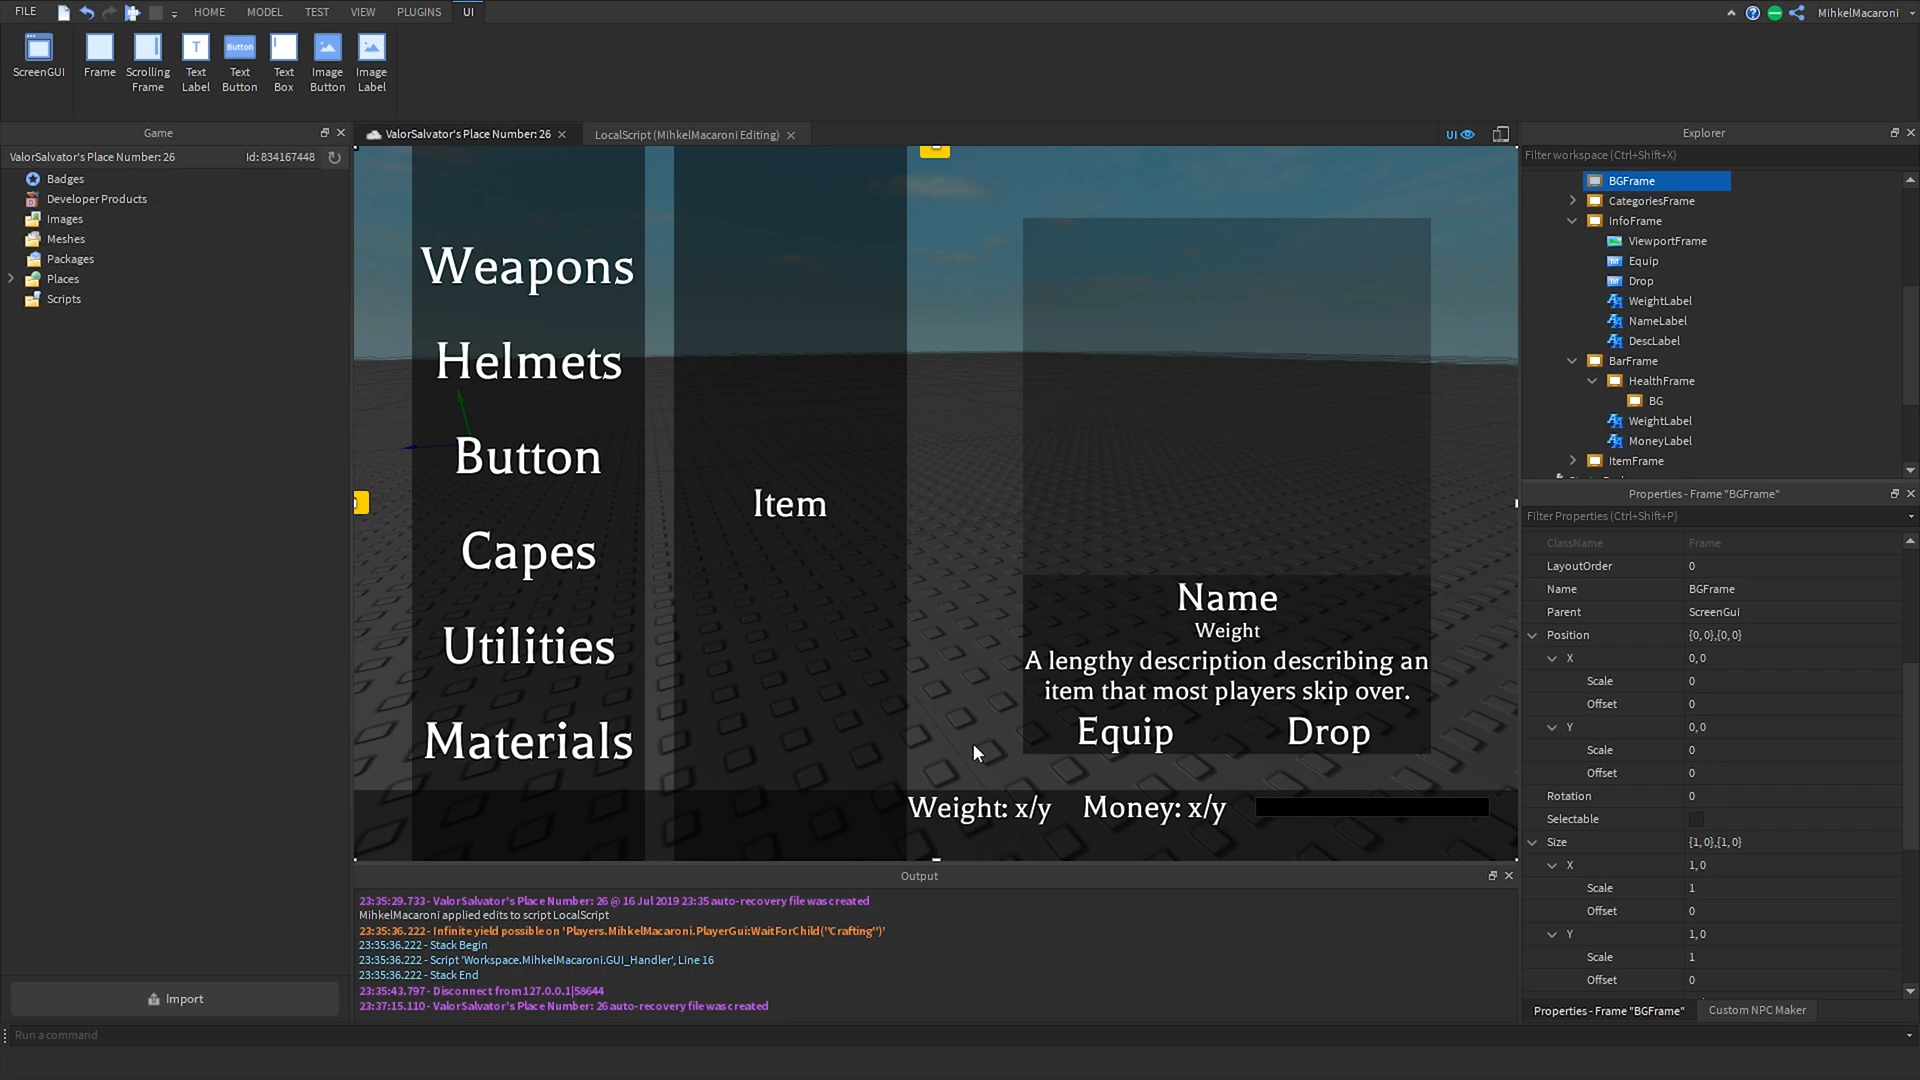 FILE
HOME
MODEL
TEST
VIEW
PLUGINS
UI
MihkelMacaroni
ScreenGUI
Frame
Scrolling
Frame
Text
Label
Button
Text
Button
Text
Box
Image
Button
Image
Label
Game
ValorSalvator's Place Number: 26
Id:834167448
Badges
Developer Products
Images
Meshes
Packages
Places
Scripts
Import
ValorSalvator's Place Number: 26
LocalScript (MihkelMacaroni Editing)
UI
Weapons
Helmets
Button
Capes
Utilities
Materials
Item
Name
Weight
A lengthy description describing an
item that most players skip over.
Equip
Drop
Weight: x/y
Money: x/y
Output
23:35:29.733 - ValorSalvator's Place Number: 26 @ 16 Jul 2019 23:35 auto-recovery file was created
MihkelMacaroni applied edits to script LocalScript
23:35:36.222 - Infinite yield possible on 'Players.MihkelMacaroni.PlayerGui:WaitForChild("Crafting")'
23:35:36.222 - Stack Begin
23:35:36.222 - Script 'Workspace.MihkelMacaroni.GUI_Handler', Line 16
23:35:36.222 - Stack End
23:35:43.797 - Disconnect from 127.0.0.1|58644
23:37:15.110 - ValorSalvator's Place Number: 26 auto-recovery file was created
Run a command
Explorer
Filter workspace (Ctrl+Shift+X)
BGFrame
CategoriesFrame
InfoFrame
ViewportFrame
Equip
Drop
WeightLabel
NameLabel
DescLabel
BarFrame
HealthFrame
BG
WeightLabel
MoneyLabel
ItemFrame
Properties - Frame "BGFrame"
Filter Properties (Ctrl+Shift+P)
ClassName Frame
LayoutOrder 0
Name BGFrame
Parent ScreenGui
Position {0, 0},{0, 0}
X 0, 0
Scale 0
Offset 0
Y 0, 0
Scale 0
Offset 0
Rotation 0
Selectable
Size {1, 0},{1, 0}
X 1, 0
Scale 1
Offset 0
Y 1, 0
Scale 1
Offset 0
Properties - Frame "BGFrame"
Custom NPC Maker